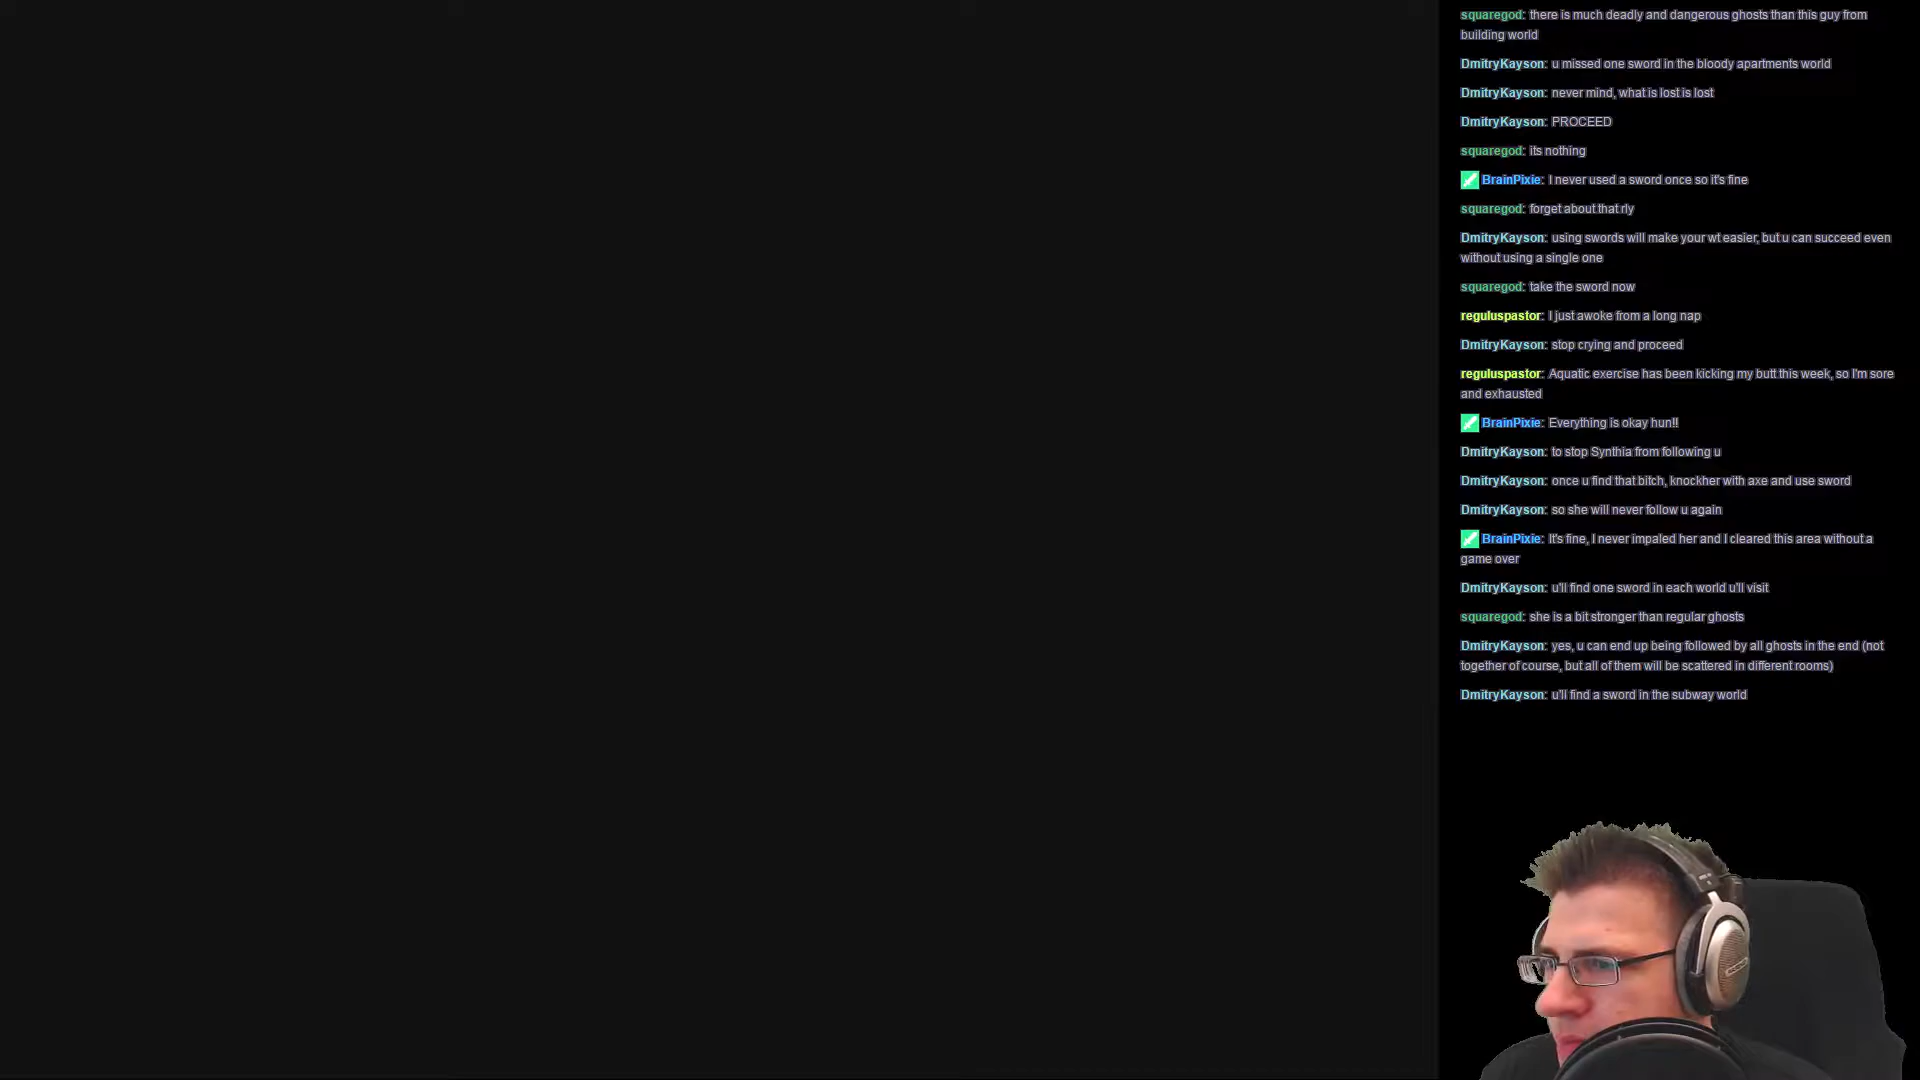 squaregod: there is much deadly and dangerous ghosts than this guy from
building world
DmitryKayson: u missed one sword in the bloody apartments world
DmitryKayson: never mind, what is lost is lost
DmitryKayson: PROCEED
squaregod: its nothing
BrainPixie: I never used a sword once so it's fine
squaregod: forget about that rly
DmitryKayson: using swords will make your wt easier, but u can succeed even
without using a single one
squaregod: take the sword now
reguluspastor: I just awoke from a long nap
DmitryKayson: stop crying and proceed
reguluspastor: Aquatic exercise has been kicking my butt this week, so I'm sore
and exhausted
BrainPixie: Everything is okay hun!!
DmitryKayson: to stop Synthia from following u
DmitryKayson: once u find that bitch, knockher with axe and use sword
DmitryKayson: so she will never follow u again
BrainPixie: It's fine, I never impaled her and I cleared this area without a
game over
DmitryKayson: u'll find one sword in each world u'll visit
squaregod: she is a bit stronger than regular ghosts
DmitryKayson: yes, u can end up being followed by all ghosts in the end (not
together of course, but all of them will be scattered in different rooms)
DmitryKayson: u'll find a sword in the subway world